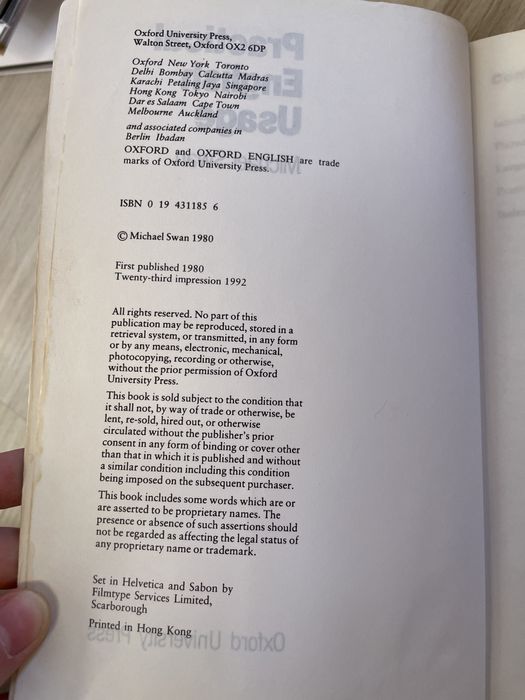 Oxford University Press,
Walton Street, Oxford OX2 6DP
Oxford New York Toronto
Delhi Bombay Calcutta Madras
Karachi Petaling Jaya Singapore
Hong Kong Tokyo Nairobi
Dar es Salaam Cape Town
Melbourne Auckland
and associated companies in
Berlin Ibadan
OXFORD and OXFORD ENGLISH are trade
marks of Oxford University Press.
ISBN 0 19 431185 6
© Michael Swan 1980
First published 1980
Twenty-third impression 1992
All rights reserved. No part of this
publication may be reproduced, stored in a
retrieval system, or transmitted, in any form
or by any means, electronic, mechanical,
photocopying, recording or otherwise,
without the prior permission of Oxford
University Press.
This book is sold subject to the condition that
it shall not, by way of trade or otherwise, be
lent, re-sold, hired out, or otherwise
circulated without the publisher's prior
consent in any form of binding or cover other
than that in which it is published and without
a similar condition including this condition
being imposed on the subsequent purchaser.
This book includes some words which are or
are asserted to be proprietary names. The
presence or absence of such assertions should
not be regarded as affecting the legal status of
any proprietary name or trademark.
Set in Helvetica and Sabon by
Filmtype Services Limited,
Scarborough
Printed in Hong Kong